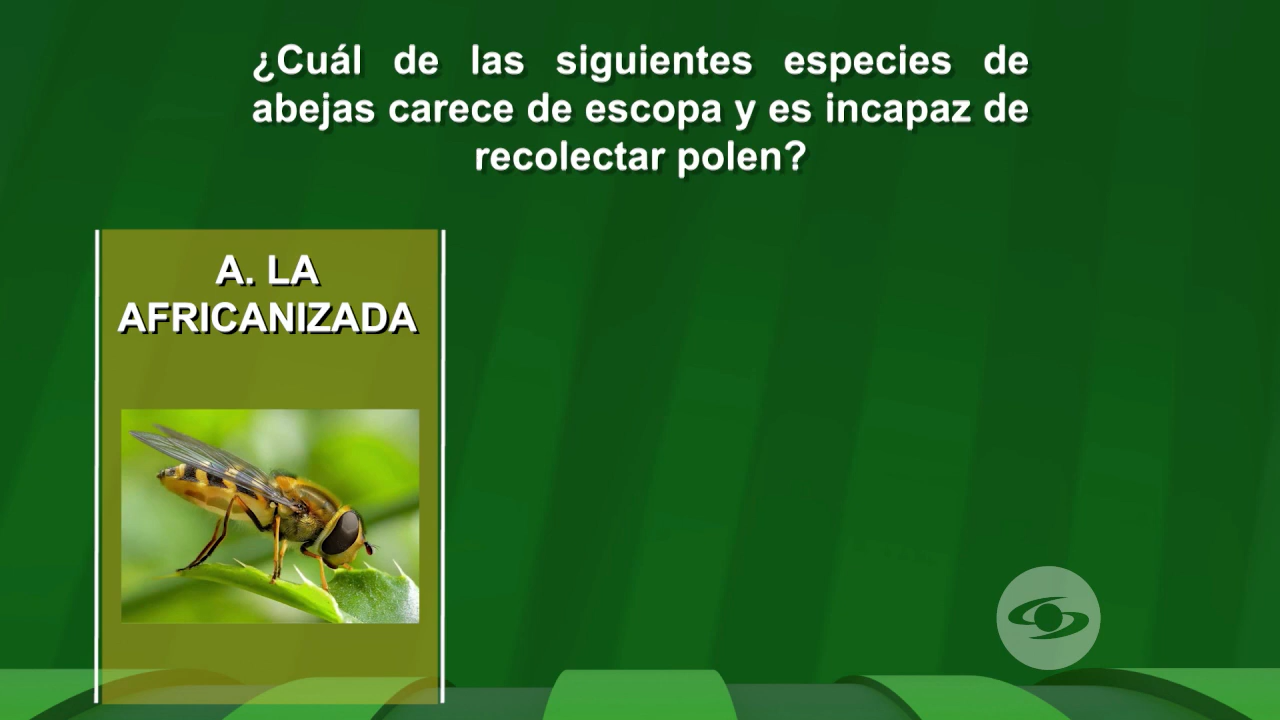 ¿Cuál de las siguientes especies de
abejas carece de escopa y es incapaz de
recolectar polen?
A. LA
AFRICANIZADA